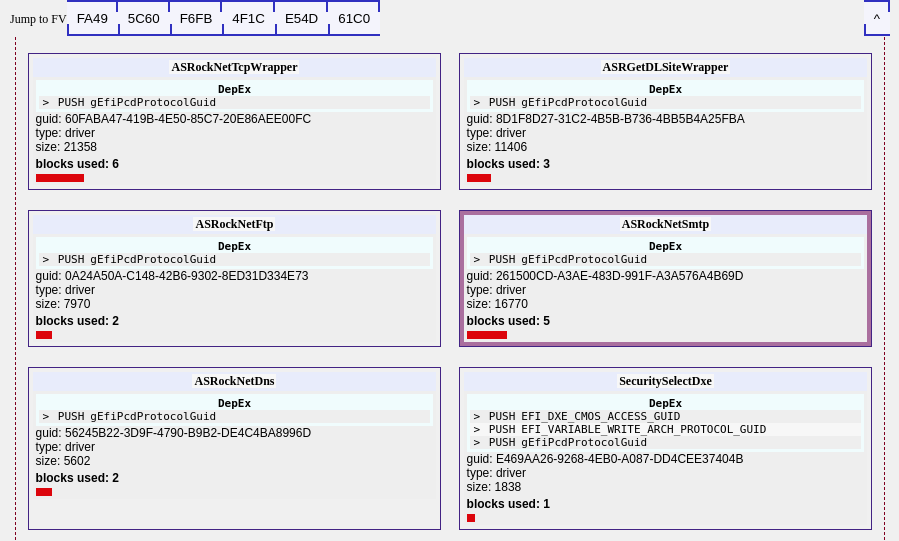 Jump to FV FA49 5C60 F6FB 4F1C E54D 61C0 ^
ASRockNetTcpWrapper
DepEx
> PUSH gEfiPcdProtocolGuid
guid: 60FABA47-419B-4E50-85C7-20E86AEE00FC
type: driver
size: 21358
blocks used: 6
ASRGetDLSiteWrapper
DepEx
> PUSH gEfiPcdProtocolGuid
guid: 8D1F8D27-31C2-4B5B-B736-4BB5B4A25FBA
type: driver
size: 11406
blocks used: 3
ASRockNetFtp
DepEx
> PUSH gEfiPcdProtocolGuid
guid: 0A24A50A-C148-42B6-9302-8ED31D334E73
type: driver
size: 7970
blocks used: 2
ASRockNetSmtp
DepEx
> PUSH gEfiPcdProtocolGuid
guid: 261500CD-A3AE-483D-991F-A3A576A4B69D
type: driver
size: 16770
blocks used: 5
ASRockNetDns
DepEx
> PUSH gEfiPcdProtocolGuid
guid: 56245B22-3D9F-4790-B9B2-DE4C4BA8996D
type: driver
size: 5602
blocks used: 2
SecuritySelectDxe
DepEx
> PUSH EFI_DXE_CMOS_ACCESS_GUID
> PUSH EFI_VARIABLE_WRITE_ARCH_PROTOCOL_GUID
> PUSH gEfiPcdProtocolGuid
guid: E469AA26-9268-4EB0-A087-DD4CEE37404B
type: driver
size: 1838
blocks used: 1